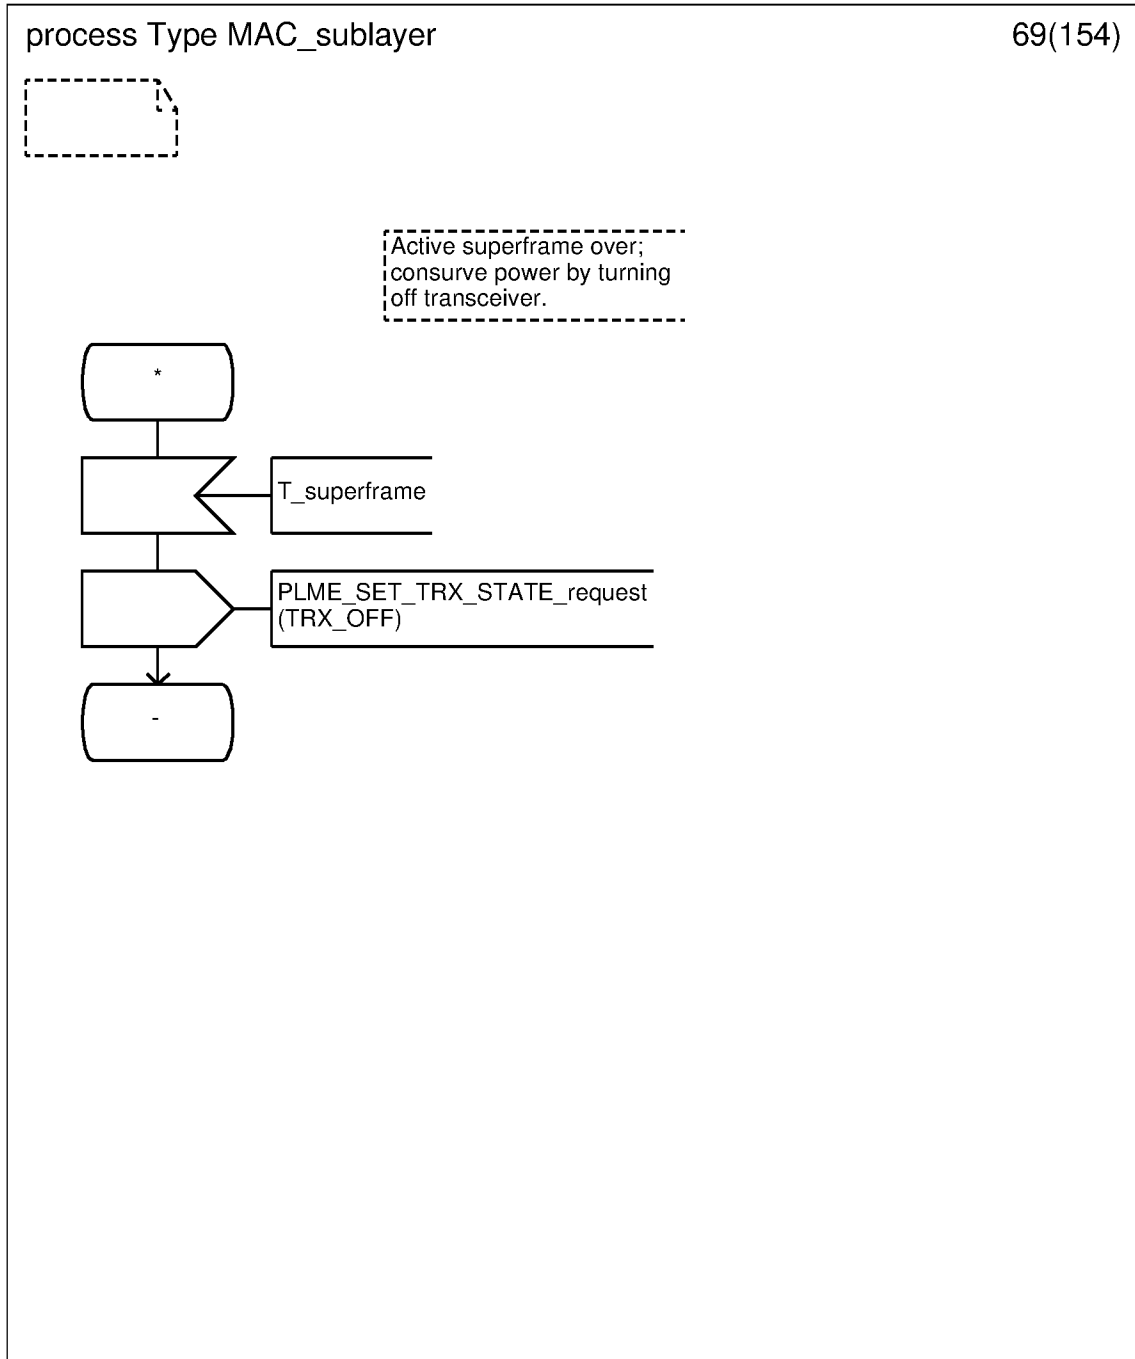 process Type MAC_sublayer 69(154)
Active superframe over;
consurve power by turning
off transceiver.
*
T_superframe
PLME_SET_TRX_STATE_request
(TRX_OFF)
-